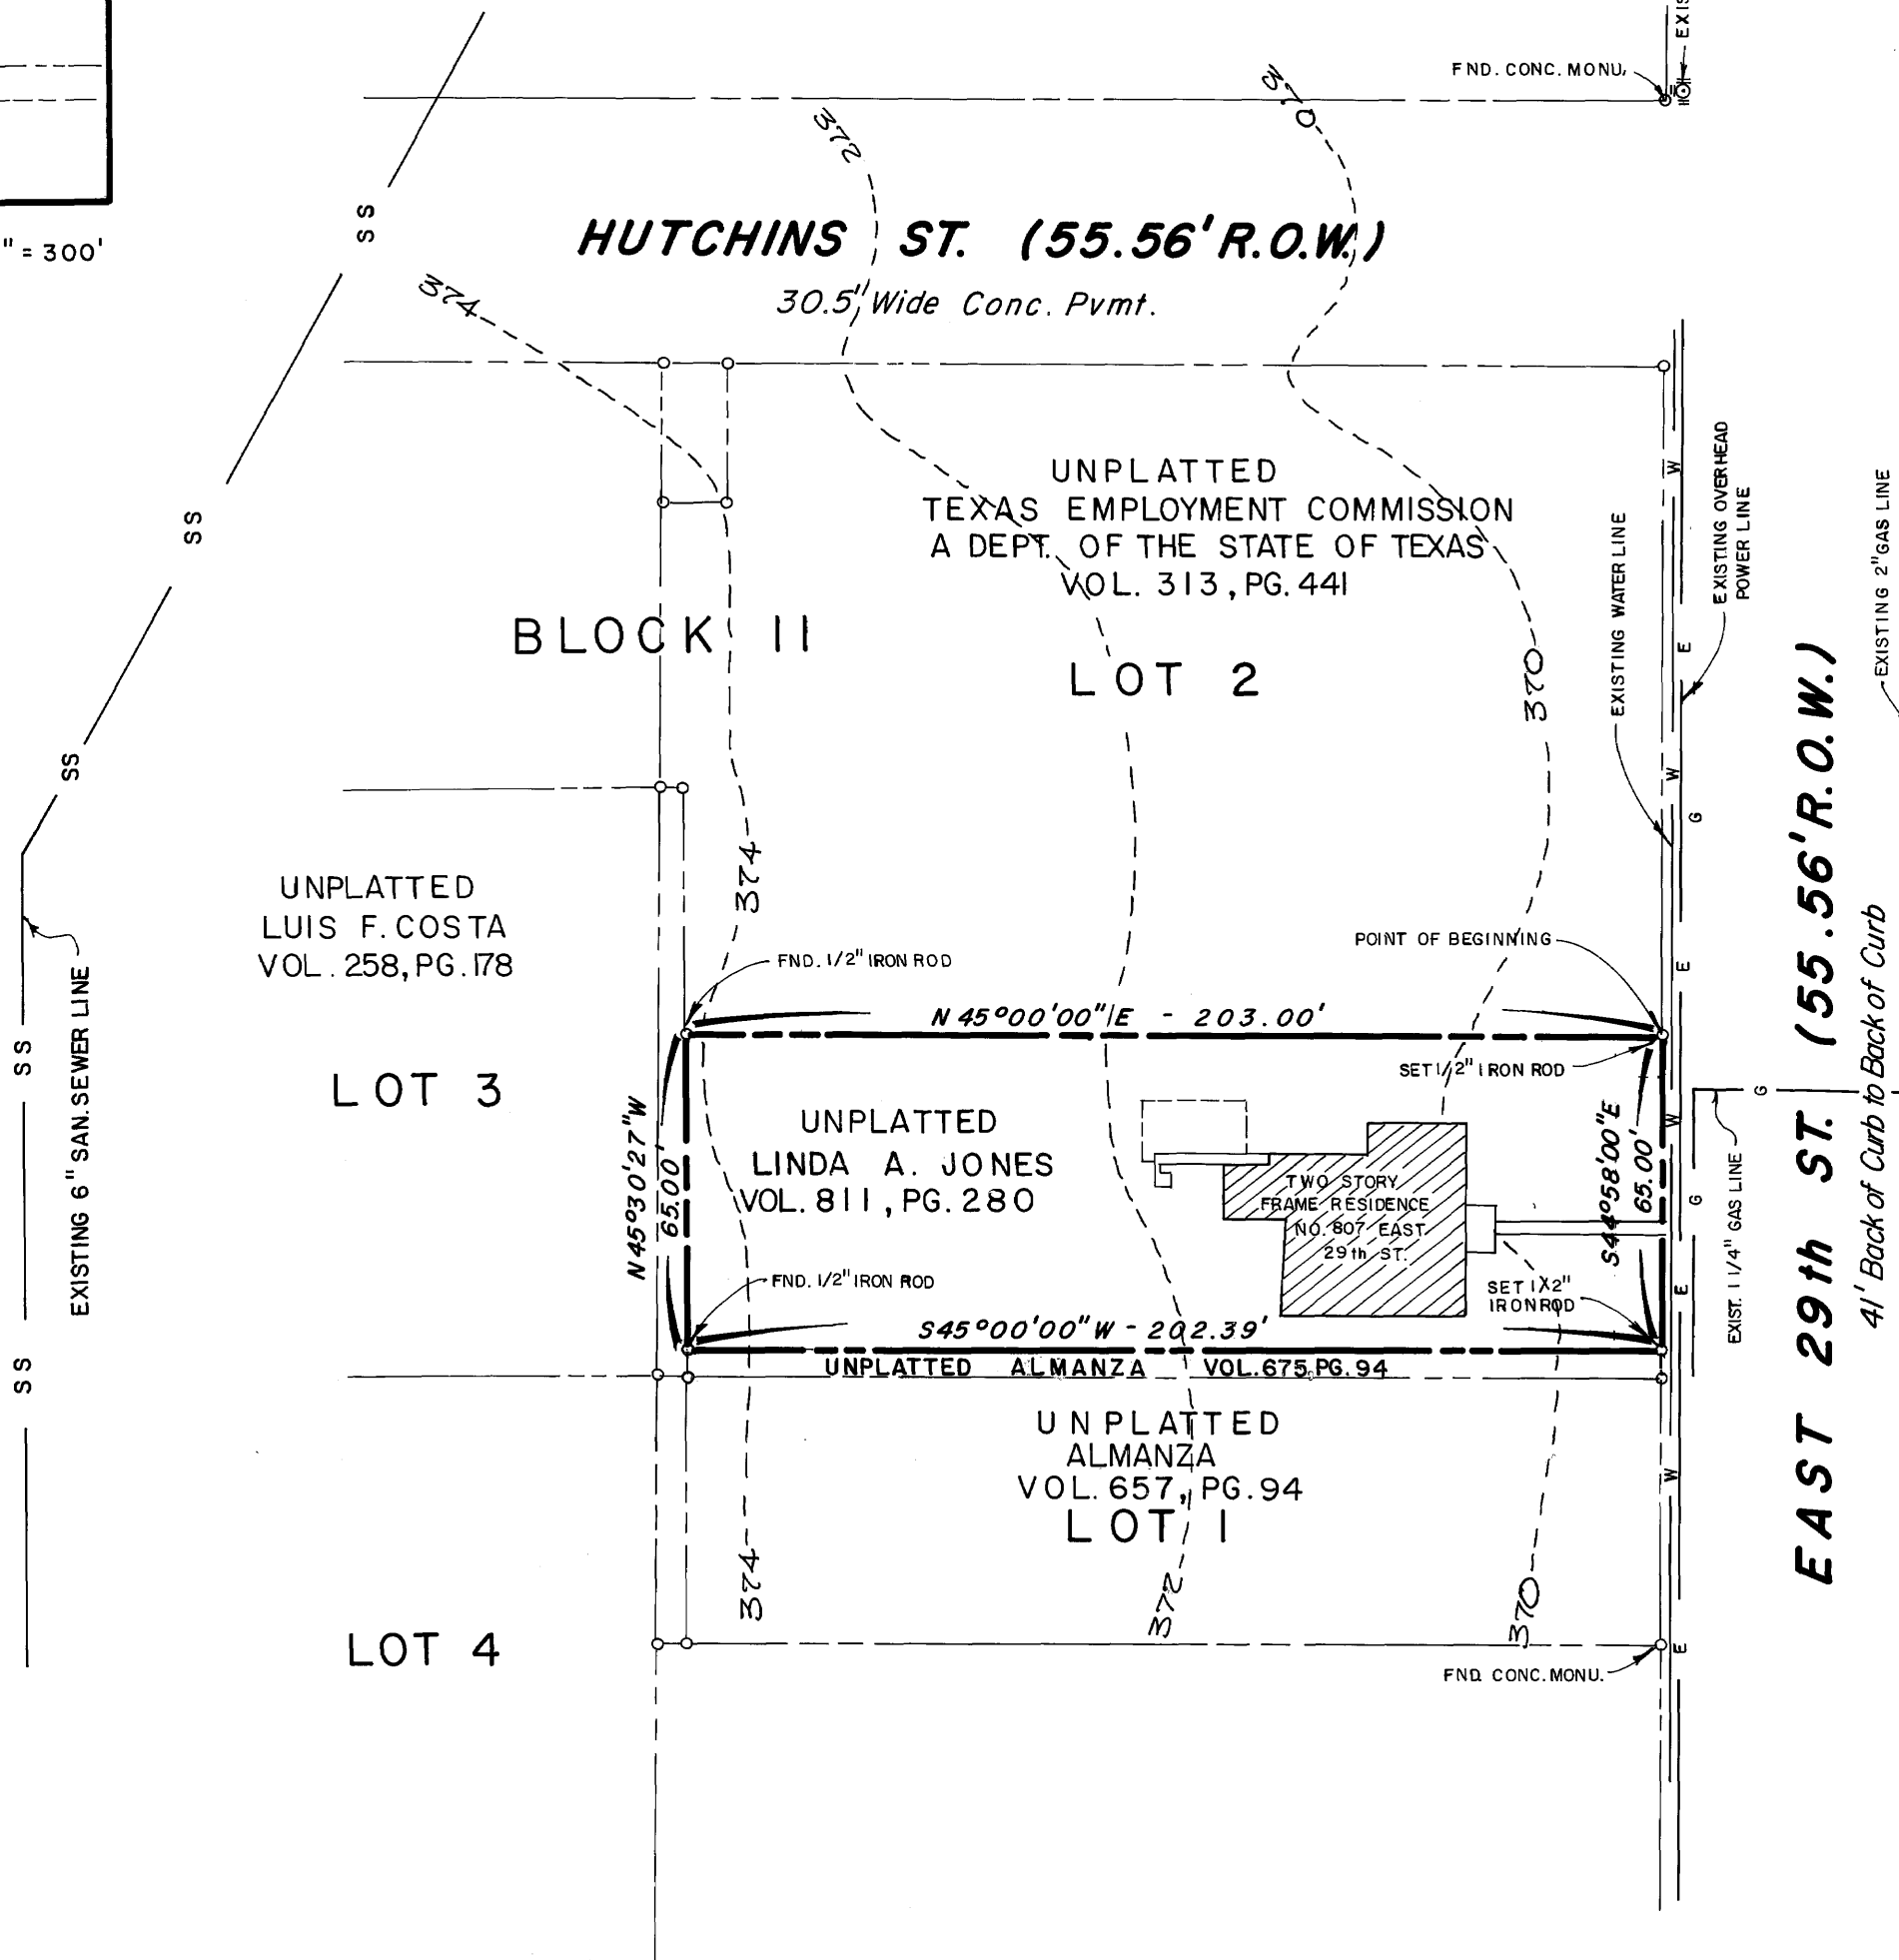 " = 300'
FND. CONC. MONU.
EXIS
372
370
HUTCHINS ST. (55.56' R.O.W.)
30.5' Wide Conc. Pvmt.
374
SS
SS
SS
UNPLATTED
TEXAS EMPLOYMENT COMMISSION
A DEPT. OF THE STATE OF TEXAS
VOL. 313, PG. 441
BLOCK 11
LOT 2
370
EXISTING WATER LINE
EXISTING OVERHEAD
POWER LINE
EXISTING 2" GAS LINE
W
E
W
G
E
UNPLATTED
LUIS F. COSTA
VOL. 258, PG. 178
374
FND. 1/2" IRON ROD
POINT OF BEGINNING
N 45°00'00" E - 203.00'
SET 1/2" IRON ROD
EXISTING 6" SAN. SEWER LINE
SS
SS
LOT 3
N 45°30'27" W
65.00'
UNPLATTED
LINDA A. JONES
VOL. 811, PG. 280
TWO STORY
FRAME RESIDENCE
NO. 807 EAST
29th ST.
S 44°58'00" E
65.00'
W
G
G
E
W
E
EXIST. 1 1/4" GAS LINE
EAST 29th ST. (55.56' R.O.W.)
41' Back of Curb to Back of Curb
FND. 1/2" IRON ROD
SET 1/2"
IRON ROD
S45°00'00" W - 202.39'
UNPLATTED ALMANZA VOL. 675, PG. 94
UNPLATTED
ALMANZA
VOL. 657, PG. 94
LOT 1
374
372
370
LOT 4
FND. CONC. MONU.